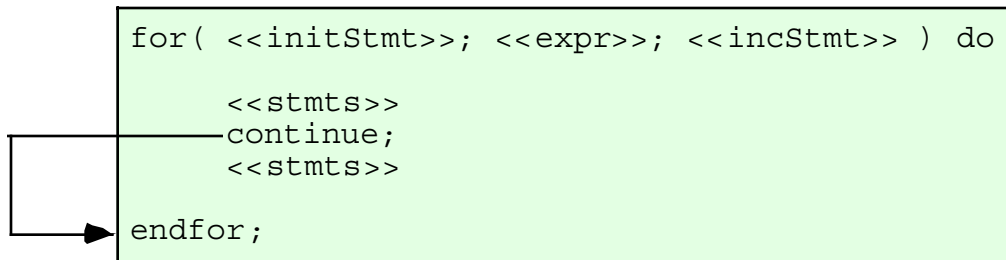 for( <<initStmt>>; <<expr>>; <<incStmt>> ) do
<<stmts>>
continue;
<<stmts>>
endfor;